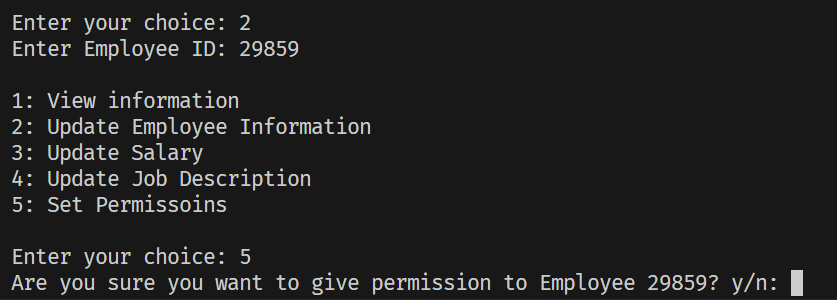 Enter your choice: 2
Enter Employee ID: 29859
1: View information
2: Update Employee Information
3: Update Salary
4: Update Job Description
5: Set Permissoins
Enter your choice: 5
Are you sure you want to give permission to Employee 29859? y/n: